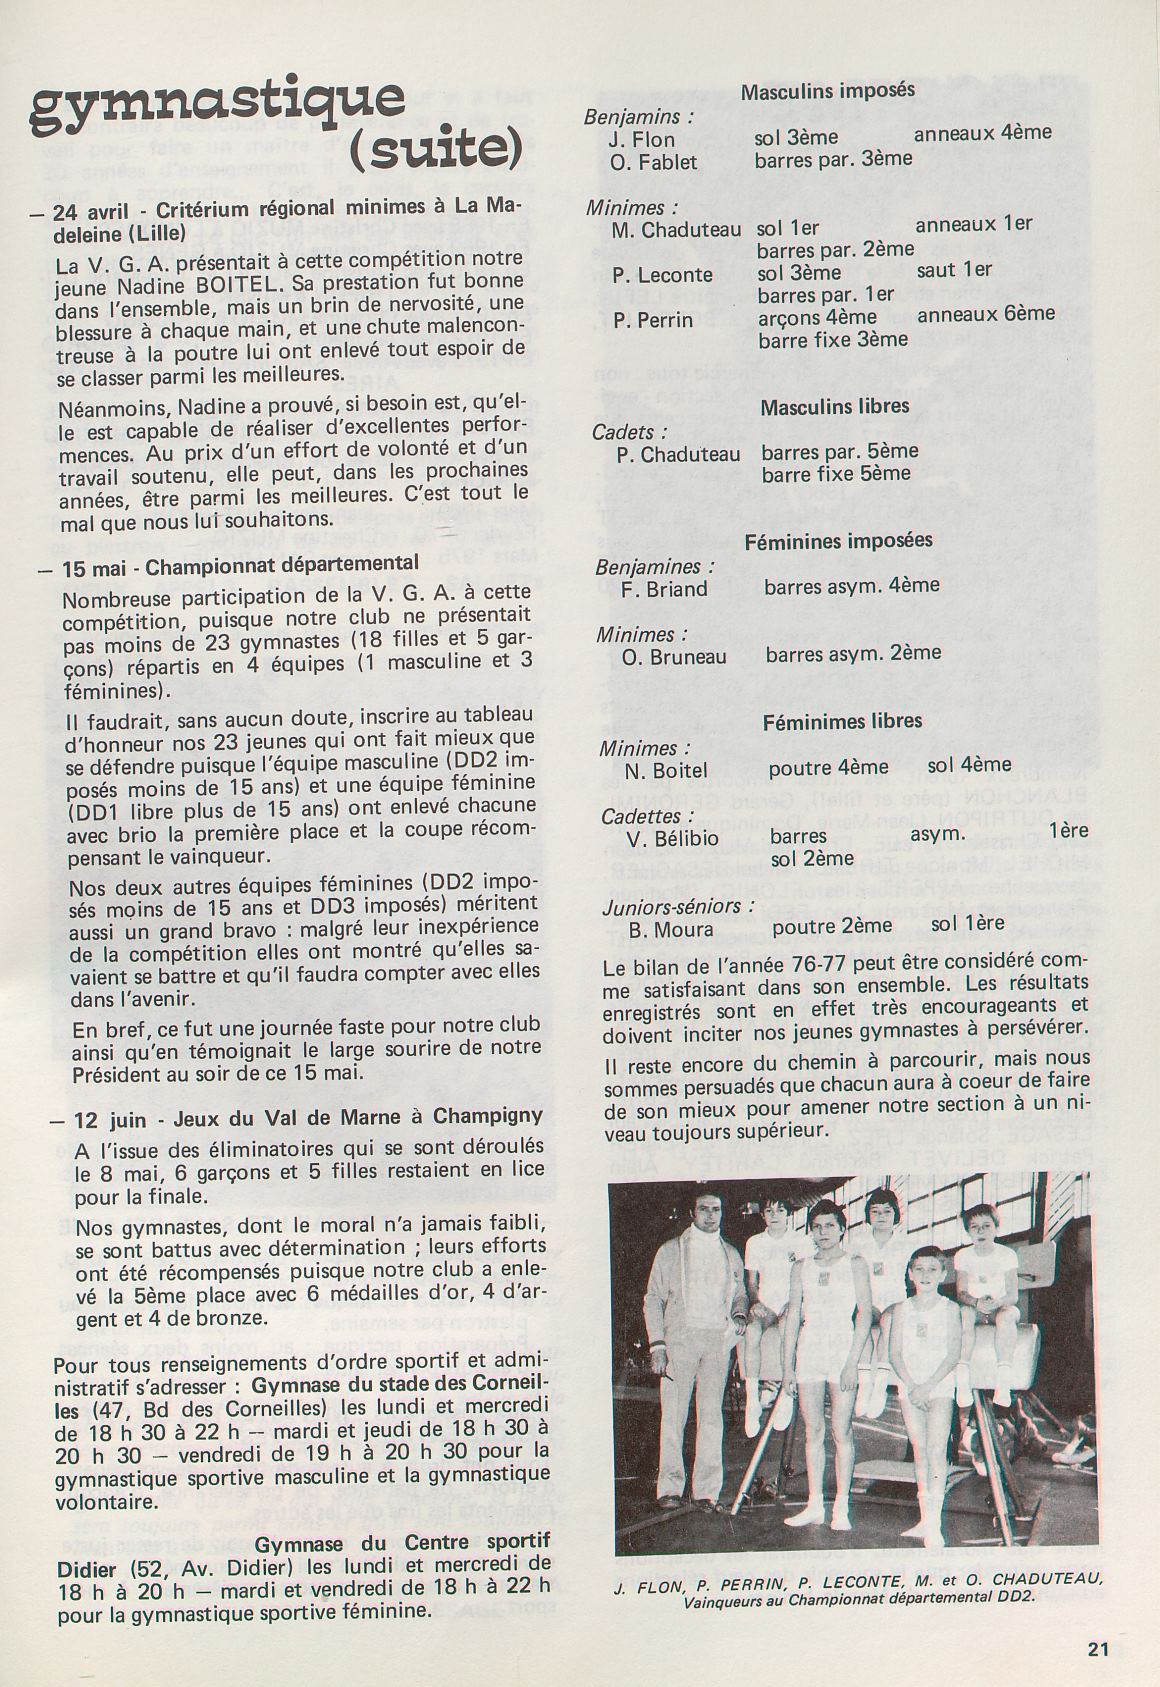 gymnastique
(suite)
— 24 avril - Critérium régional minimes à La Ma-
deleine (Lille)
La V. G. A. présentait à cette compétition notre
jeune Nadine BOITEL. Sa prestation fut bonne
dans l'ensemble, mais un brin de nervosité, une
blessure à chaque main, et une chute malencon-
treuse à la poutre lui ont enlevé tout espoir de
se classer parmi les meilleures.
Néanmoins, Nadine a prouvé, si besoin est, qu'el-
le est capable de réaliser d'excellentes perfor-
mences. Au prix d'un effort de volonté et d'un
travail soutenu, elle peut, dans les prochaines
années, être parmi les meilleures. C'est tout le
mal que nous lui souhaitons.
— 15 mai - Championnat départemental
Nombreuse participation de la V. G. A. à cette
compétition, puisque notre club ne présentait
pas moins de 23 gymnastes (18 filles et 5 gar-
çons) répartis en 4 équipes (1 masculine et 3
féminines).
Il faudrait, sans aucun doute, inscrire au tableau
d'honneur nos 23 jeunes qui ont fait mieux que
se défendre puisque l'équipe masculine (DD2 im-
posés moins de 15 ans) et une équipe féminine
(DD1 libre plus de 15 ans) ont enlevé chacune
avec brio la première place et la coupe récom-
pensant le vainqueur.
Nos deux autres équipes féminines (DD2 impo-
sés moins de 15 ans et DD3 imposés) méritent
aussi un grand bravo : malgré leur inexpérience
de la compétition elles ont montré qu'elles sa-
vaient se battre et qu'il faudra compter avec elles
dans l'avenir.
En bref, ce fut une journée faste pour notre club
ainsi qu'en témoignait le large sourire de notre
Président au soir de ce 15 mai.
— 12 juin - Jeux du Val de Marne à Champigny
A l'issue des éliminatoires qui se sont déroulés
le 8 mai, 6 garçons et 5 filles restaient en lice
pour la finale.
Nos gymnastes, dont le moral n'a jamais faibli,
se sont battus avec détermination ; leurs efforts
ont été récompensés puisque notre club a enle-
vé la 5ème place avec 6 médailles d'or, 4 d'ar-
gent et 4 de bronze.
Pour tous renseignements d'ordre sportif et admi-
nistratif s'adresser : Gymnase du stade des Corneil-
les (47, Bd des Corneilles) les lundi et mercredi
de 18 h 30 à 22 h — mardi et jeudi de 18 h 30 à
20 h 30 — vendredi de 19 h à 20 h 30 pour la
gymnastique sportive masculine et la gymnastique
volontaire.
Gymnase du Centre sportif
Didier (52, Av. Didier) les lundi et mercredi de
18 h à 20 h — mardi et vendredi de 18 h à 22 h
pour la gymnastique sportive féminine.
Masculins imposés
Benjamins :
J. Flon sol 3ème anneaux 4ème
O. Fablet barres par. 3ème
Minimes :
M. Chaduteau sol 1er anneaux 1er
barres par. 2ème
P. Leconte sol 3ème saut 1er
barres par. 1er
P. Perrin arçons 4ème anneaux 6ème
barre fixe 3ème
Masculins libres
Cadets :
P. Chaduteau barres par. 5ème
barre fixe 5ème
Féminines imposées
Benjamines :
F. Briand barres asym. 4ème
Minimes :
O. Bruneau barres asym. 2ème
Fémininimes libres
Minimes :
N. Boitel poutre 4ème sol 4ème
Cadettes :
V. Bélibio barres asym. 1ère
sol 2ème
Juniors-séniors :
B. Moura poutre 2ème sol 1ère
Le bilan de l'année 76-77 peut être considéré com-
me satisfaisant dans son ensemble. Les résultats
enregistrés sont en effet très encourageants et
doivent inciter nos jeunes gymnastes à persévérer.
Il reste encore du chemin à parcourir, mais nous
sommes persuadés que chacun aura à coeur de faire
de son mieux pour amener notre section à un ni-
veau toujours supérieur.
J. FLON, P. PERRIN, P. LECONTE, M. et O. CHADUTEAU,
Vainqueurs au Championnat départemental DD2.
21